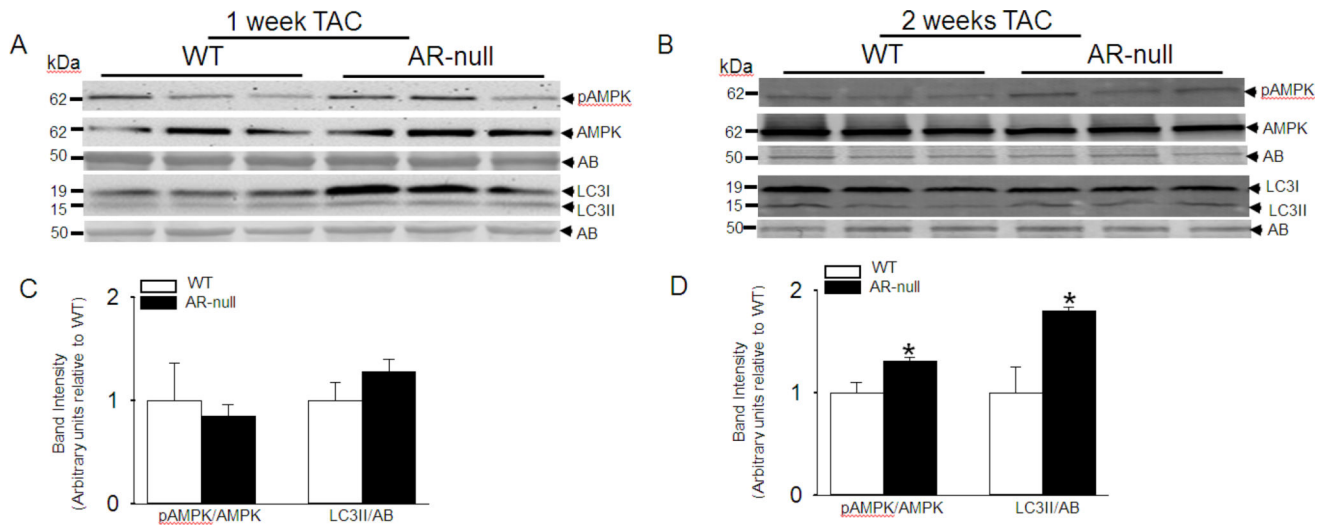 A
1 week TAC
WT
AR-null
kDa
62
pAMPK
62
AMPK
50
AB
19
LC3I
15
LC3II
50
AB
B
2 weeks TAC
WT
AR-null
kDa
62
pAMPK
62
AMPK
50
AB
19
LC3I
15
LC3II
50
AB
C
WT
AR-null
Band Intensity
(Arbitrary units relative to WT)
2
1
0
pAMPK/AMPK
LC3II/AB
D
WT
AR-null
Band Intensity
(Arbitrary units relative to WT)
2
1
0
*
*
pAMPK/AMPK
LC3II/AB